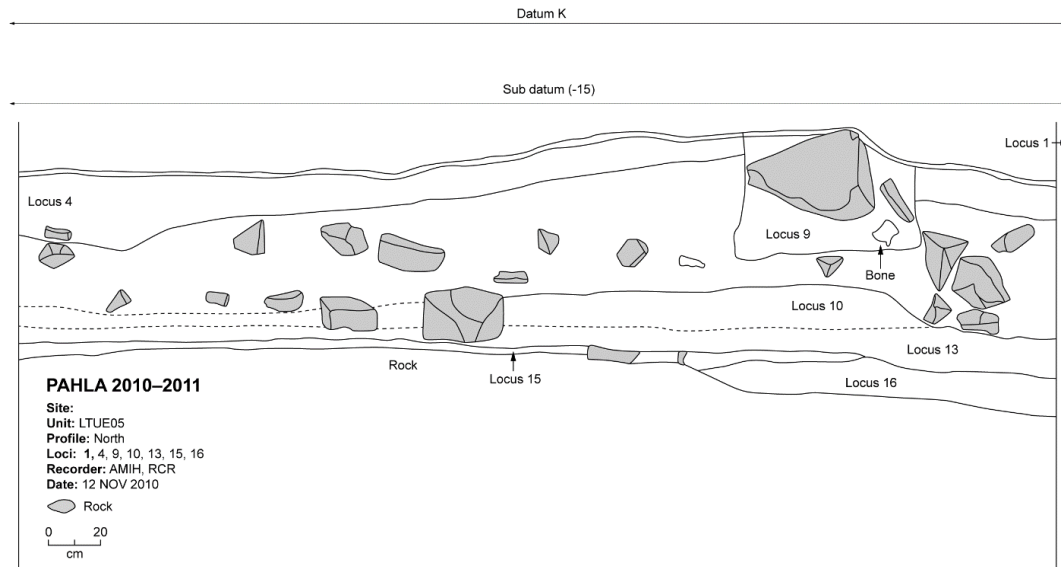 Datum K
Sub datum (-15)
Locus 1
Locus 4
Locus 9
Bone
Locus 10
Locus 13
Rock
Locus 15
Locus 16
PAHLA 2010–2011
Site:
Unit: LTUE05
Profile: North
Loci: 1, 4, 9, 10, 13, 15, 16
Recorder: AMIH, RCR
Date: 12 NOV 2010
Rock
0 20
cm